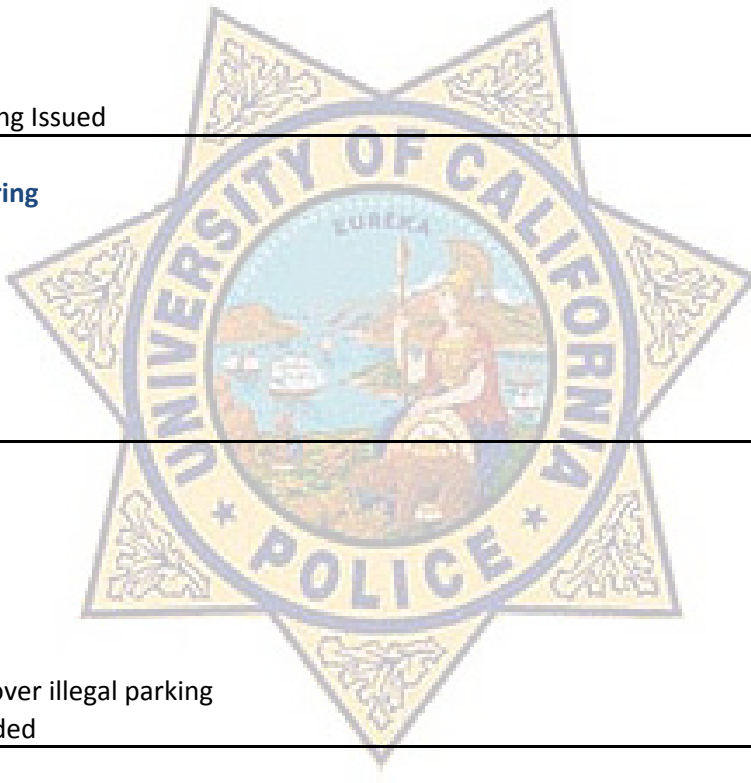 ng Issued
ring
UNIVERSITY OF CALIFORNIA
EUREKA
POLICE
over illegal parking
ded